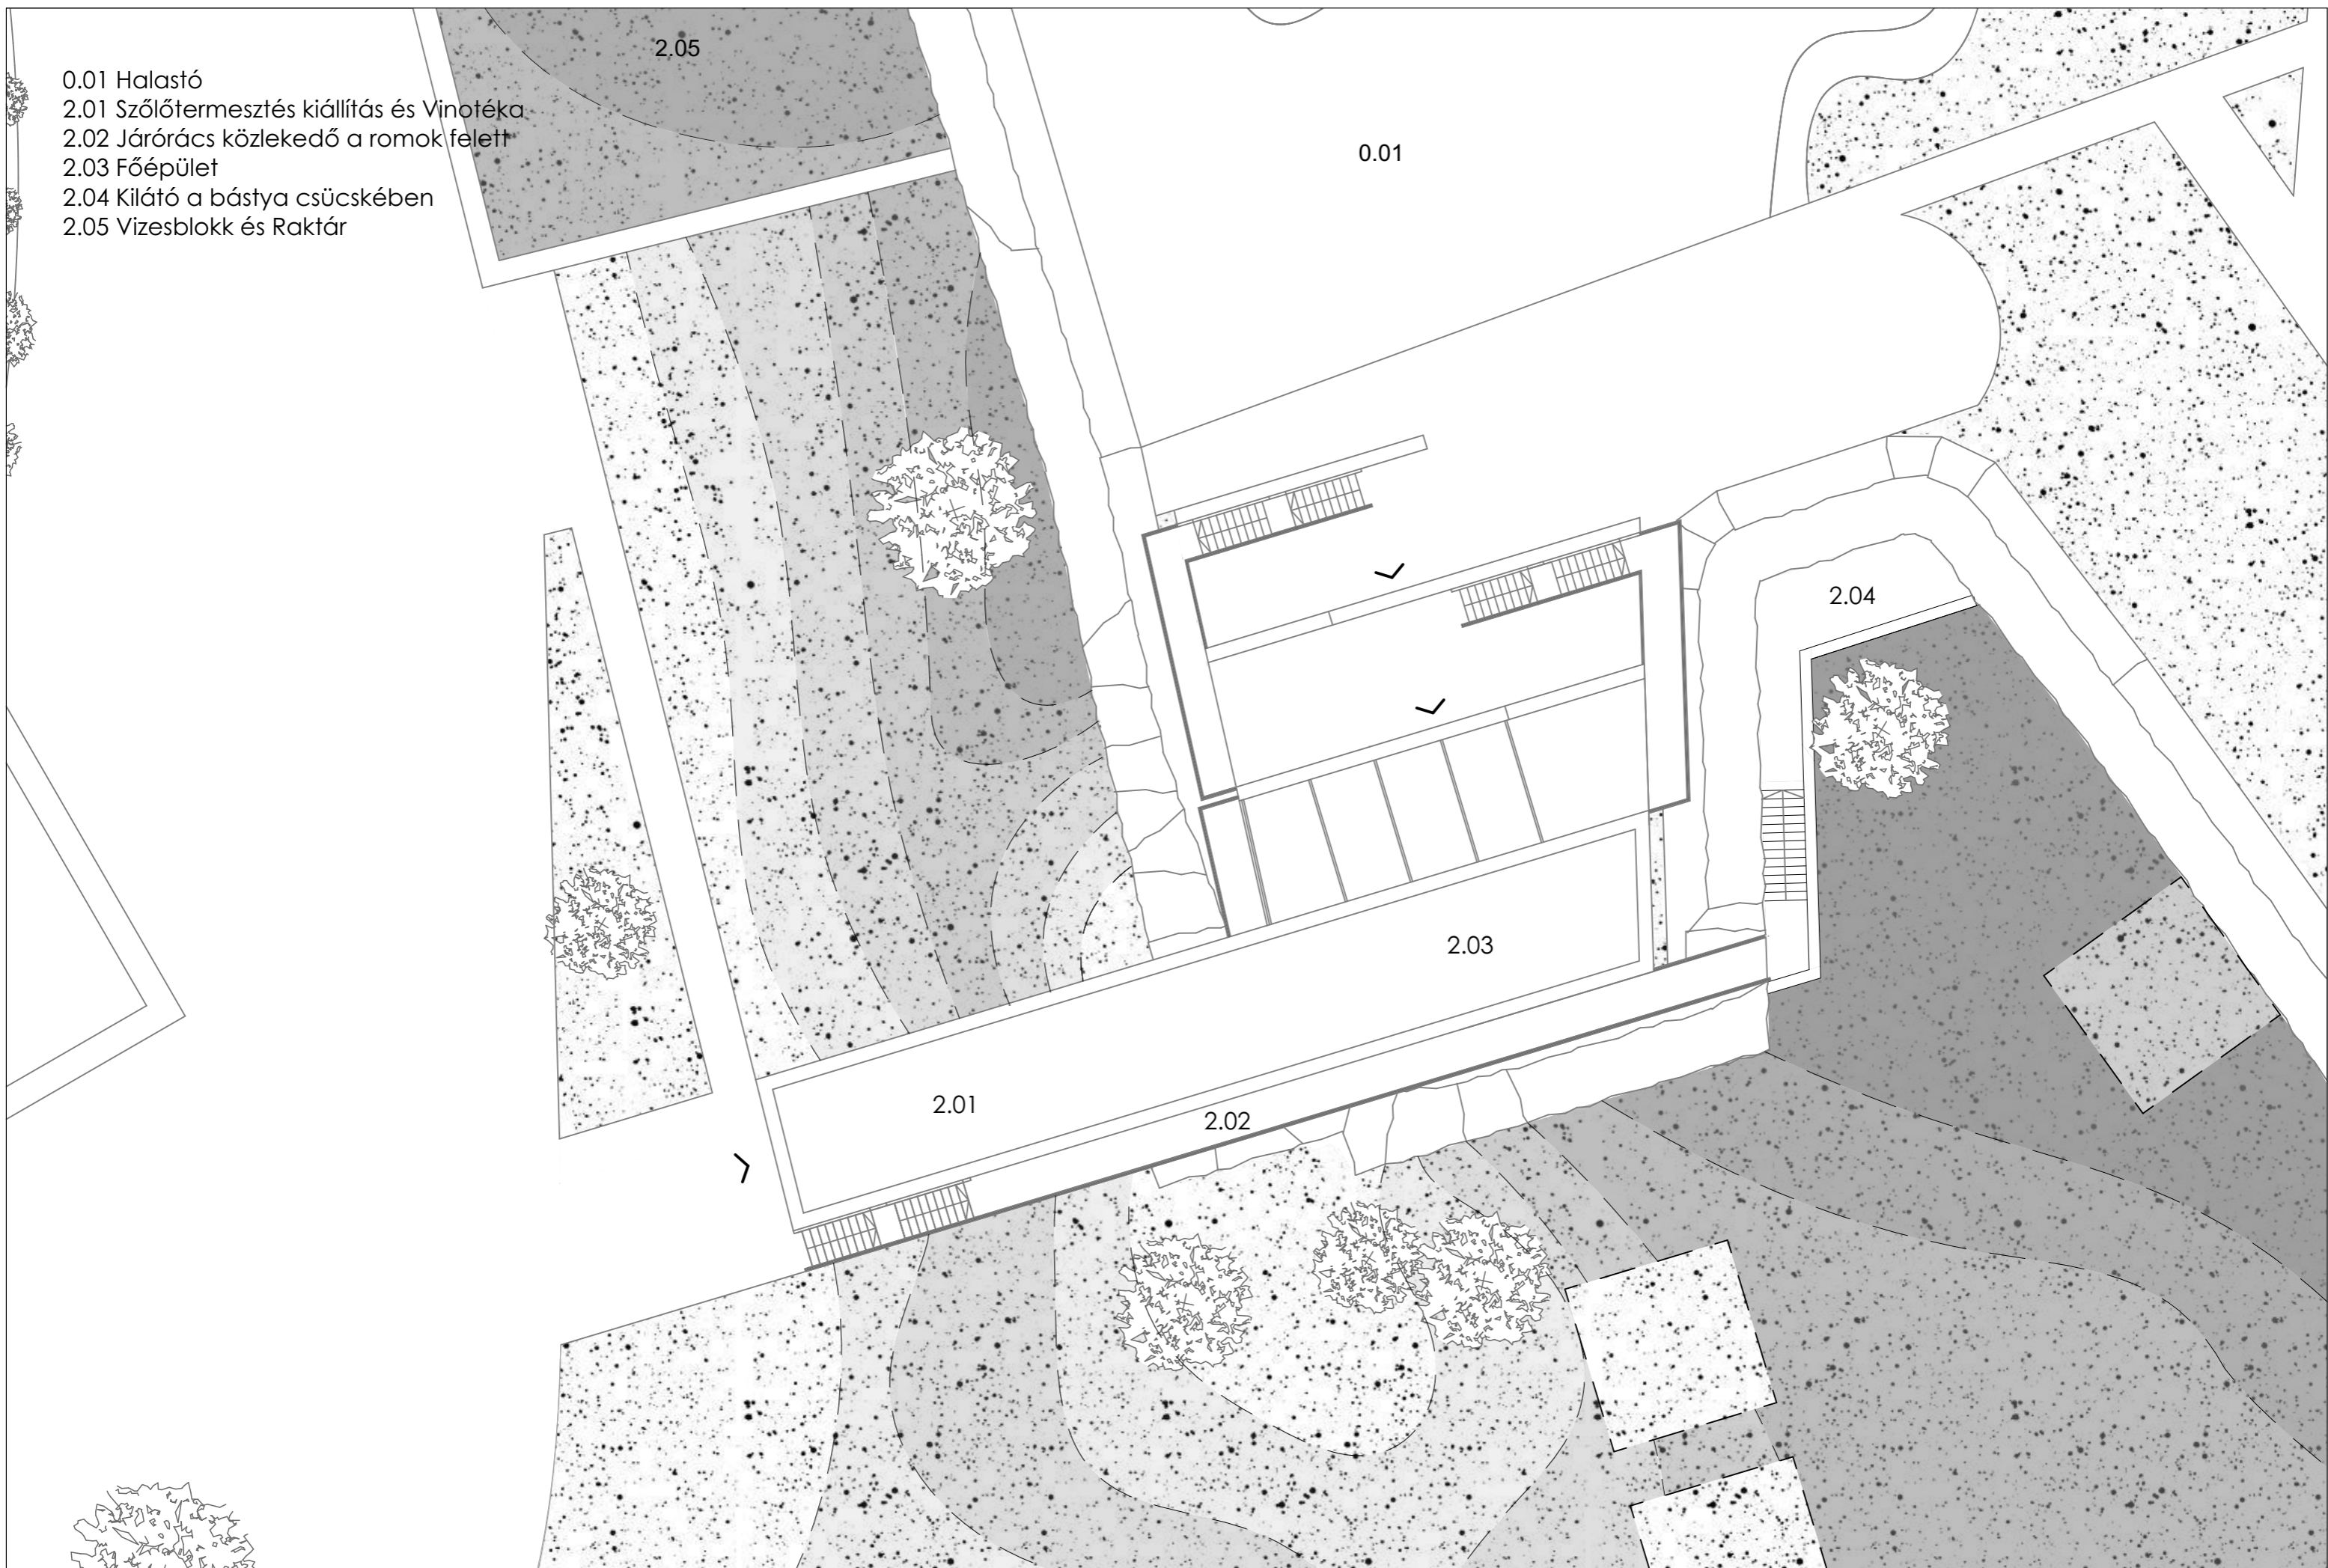 0.01 Halastó
2.01 Szőlőtermesztés kiállítás és Vinotéka
2.02 Járórács közlekedő a romok felett
2.03 Főépület
2.04 Kilátó a bástya csücskében
2.05 Vizesblokk és Raktár
2.05
0.01
2.04
2.03
2.01
2.02